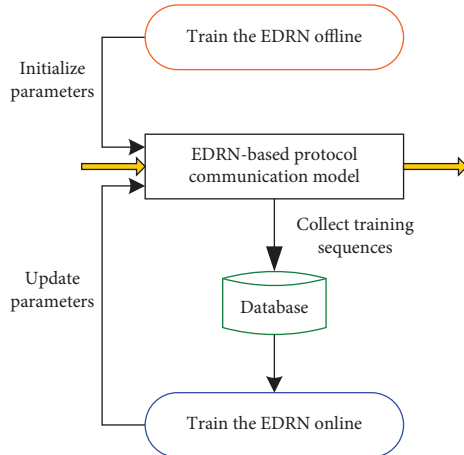 Train the EDRN offline
Initialize
parameters
EDRN-based protocol
communication model
Collect training
sequences
Update
parameters
Database
Train the EDRN online